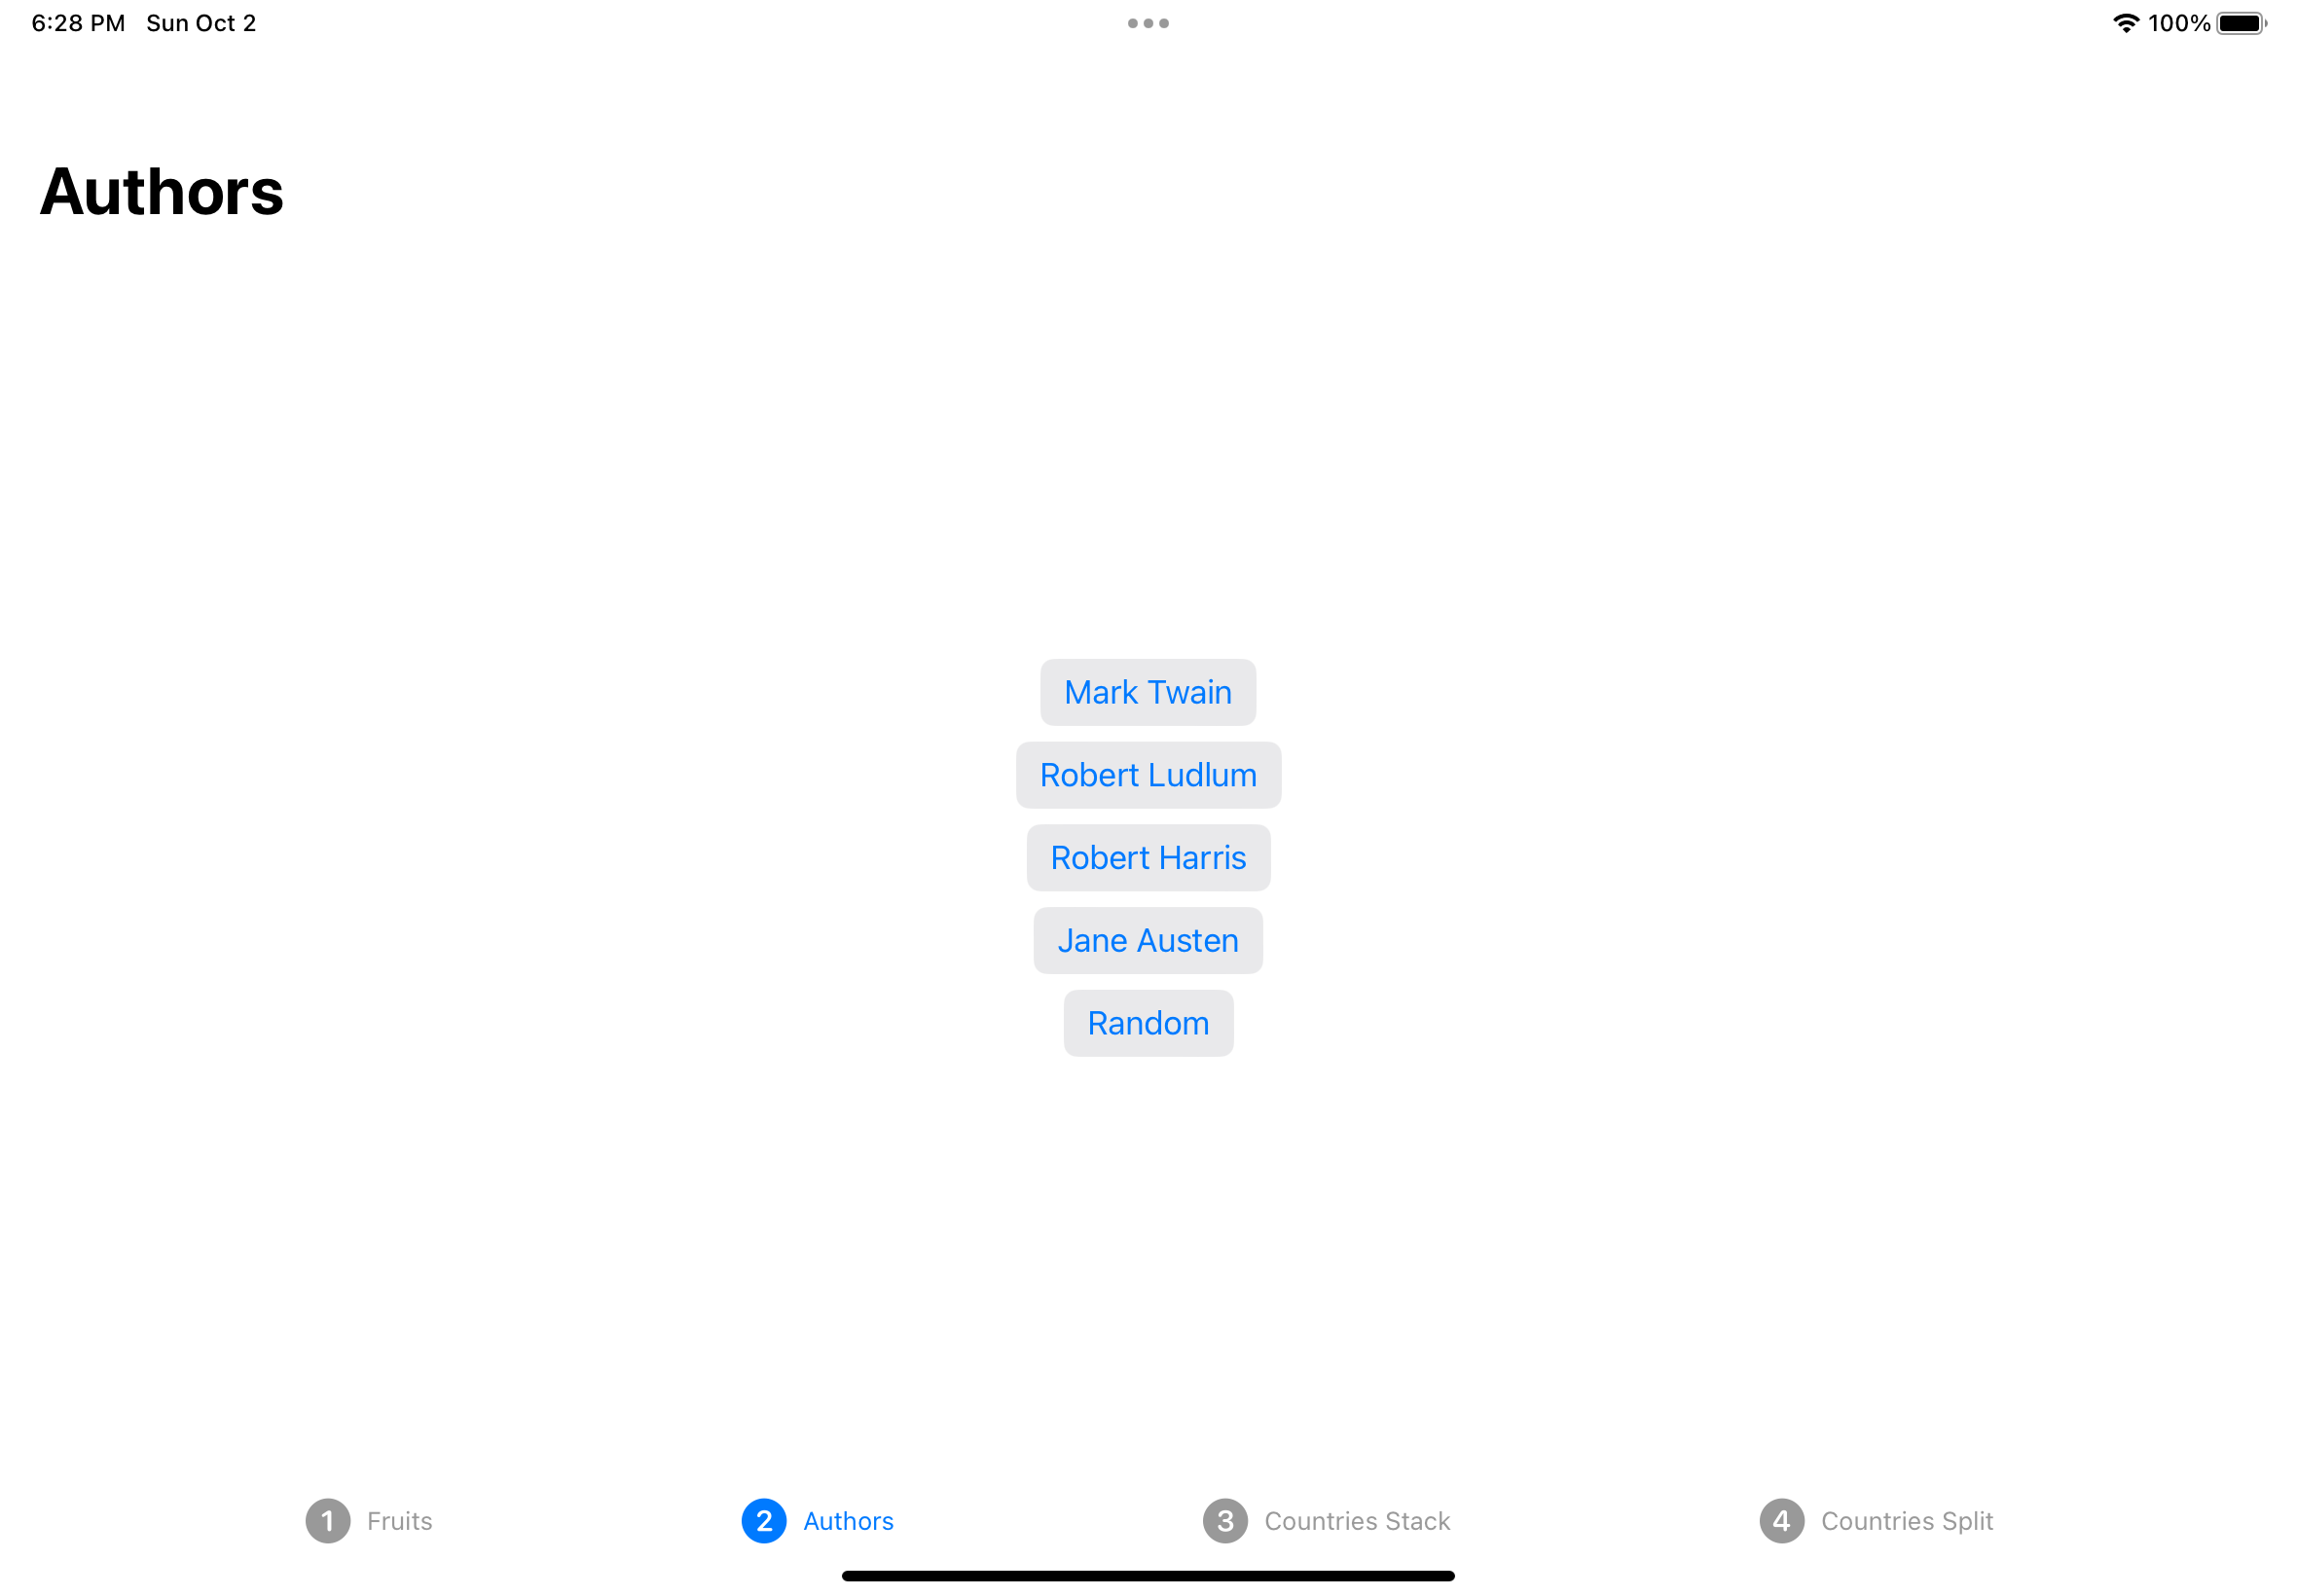 6:28 PM Sun Oct 2
100%
Authors
Mark Twain
Robert Ludlum
Robert Harris
Jane Austen
Random
1 Fruits
2 Authors
3 Countries Stack
4 Countries Split